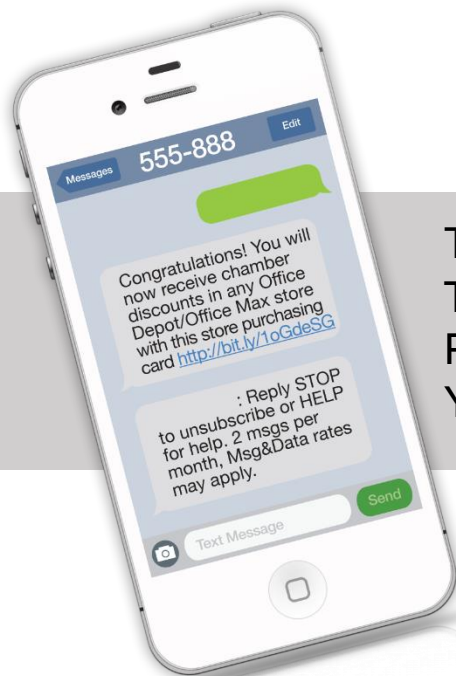 Messages
555-888
Edit
Congratulations! You will
now receive chamber
discounts in any Office
Depot/Office Max store
with this store purchasing
card http://bit.ly/1oGdeSG
: Reply STOP
to unsubscribe or HELP
for help. 2 msgs per
month, Msg&Data rates
may apply.
Text Message
Send